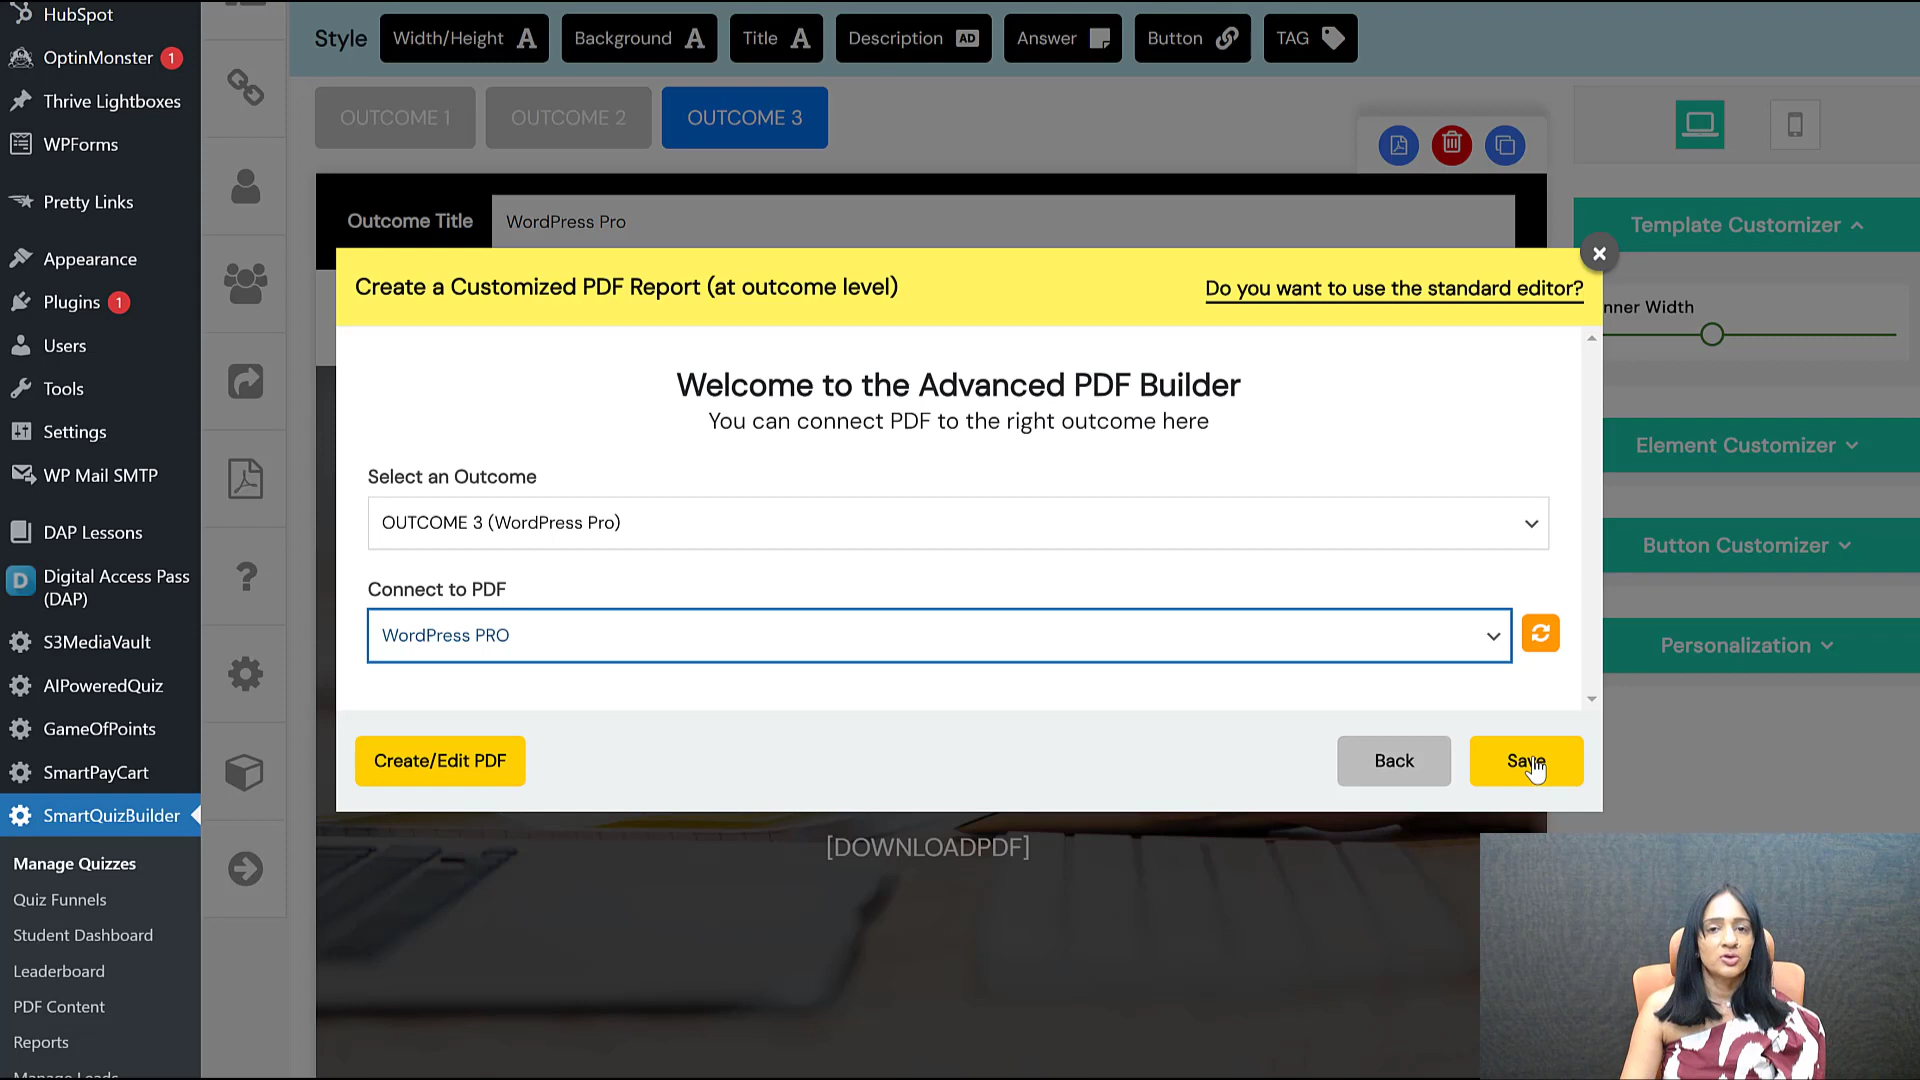 HubSpot
OptinMonster 1
Thrive Lightboxes
WPForms
Pretty Links
Appearance
Plugins 1
Users
Tools
Settings
WP Mail SMTP
DAP Lessons
D Digital Access Pass
(DAP)
S3MediaVault
AIPoweredQuiz
GameOfPoints
SmartPayCart
SmartQuizBuilder
Manage Quizzes
Quiz Funnels
Student Dashboard
Leaderboard
PDF Content
Reports
Manage Leads
Style
Width/Height A
Background A
Title A
Description AD
Answer
Button
TAG
OUTCOME 1
OUTCOME 2
OUTCOME 3
Outcome Title
WordPress Pro
Create a Customized PDF Report (at outcome level)
Do you want to use the standard editor?
Welcome to the Advanced PDF Builder
You can connect PDF to the right outcome here
Select an Outcome
OUTCOME 3 (WordPress Pro)
Connect to PDF
WordPress PRO
Create/Edit PDF
Back
Save
[DOWNLOADPDF]
Template Customizer
nner Width
Element Customizer
Button Customizer
Personalization